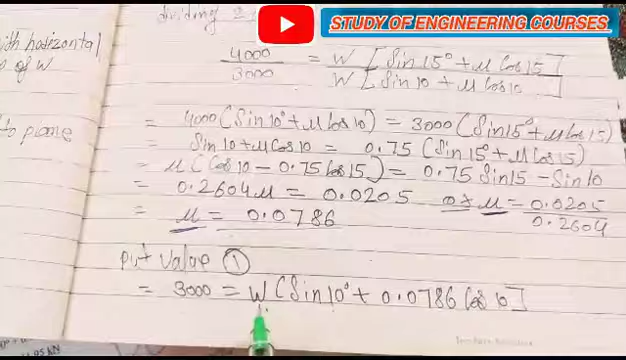 dividing
STUDY OF ENGINEERING COURSES
with horizontal
of W
to plane
4000/3000 = W [Sin 15° + μ Cos 15] / W [Sin 10 + μ Cos 10]
= 4000 (Sin 10° + μ Cos 10) = 3000 (Sin 15° + μ Cos 15)
= Sin 10 + μ Cos 10 = 0.75 (Sin 15° + μ Cos 15)
= μ (Cos 10 - 0.75 Cos 15) = 0.75 Sin 15 - Sin 10
= 0.2604 μ = 0.0205 or μ = 0.0205/0.2604
= μ = 0.0786
put value ①
= 3000 = W (Sin 10° + 0.0786 Cos 10]